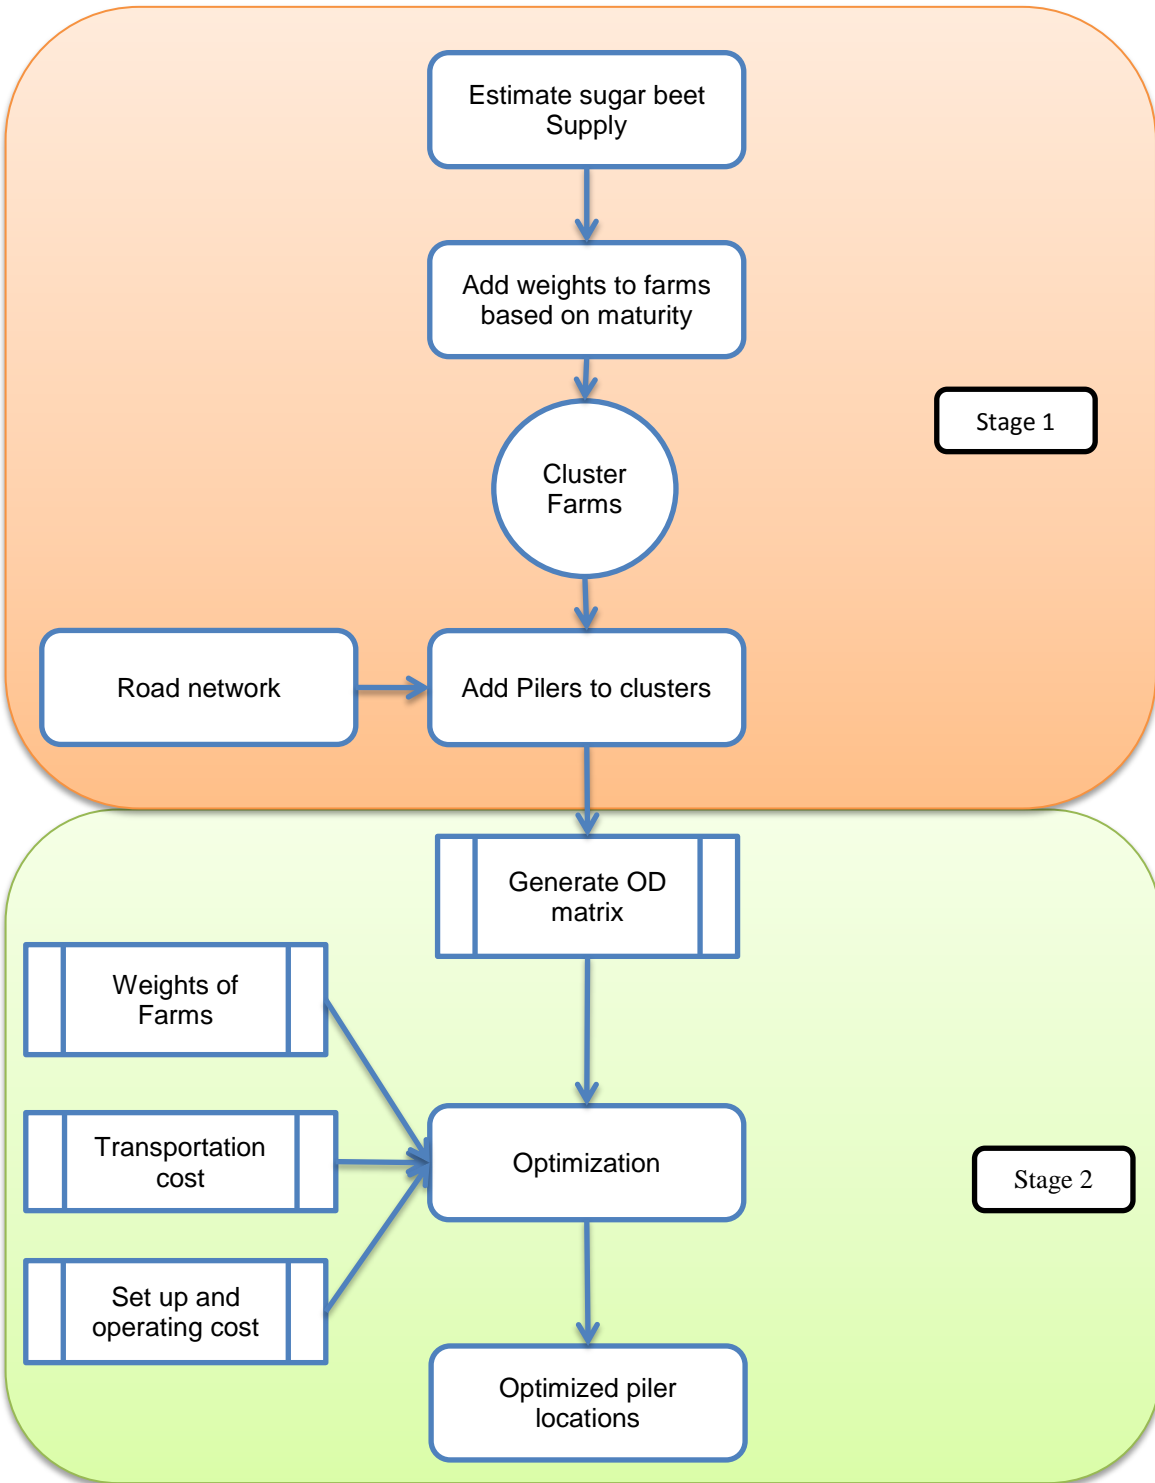 Estimate sugar beet
Supply
Add weights to farms
based on maturity
Stage 1
Cluster
Farms
Road network
Add Pilers to clusters
Generate OD
matrix
Weights of
Farms
Transportation
cost
Optimization
Stage 2
Set up and
operating cost
Optimized piler
locations